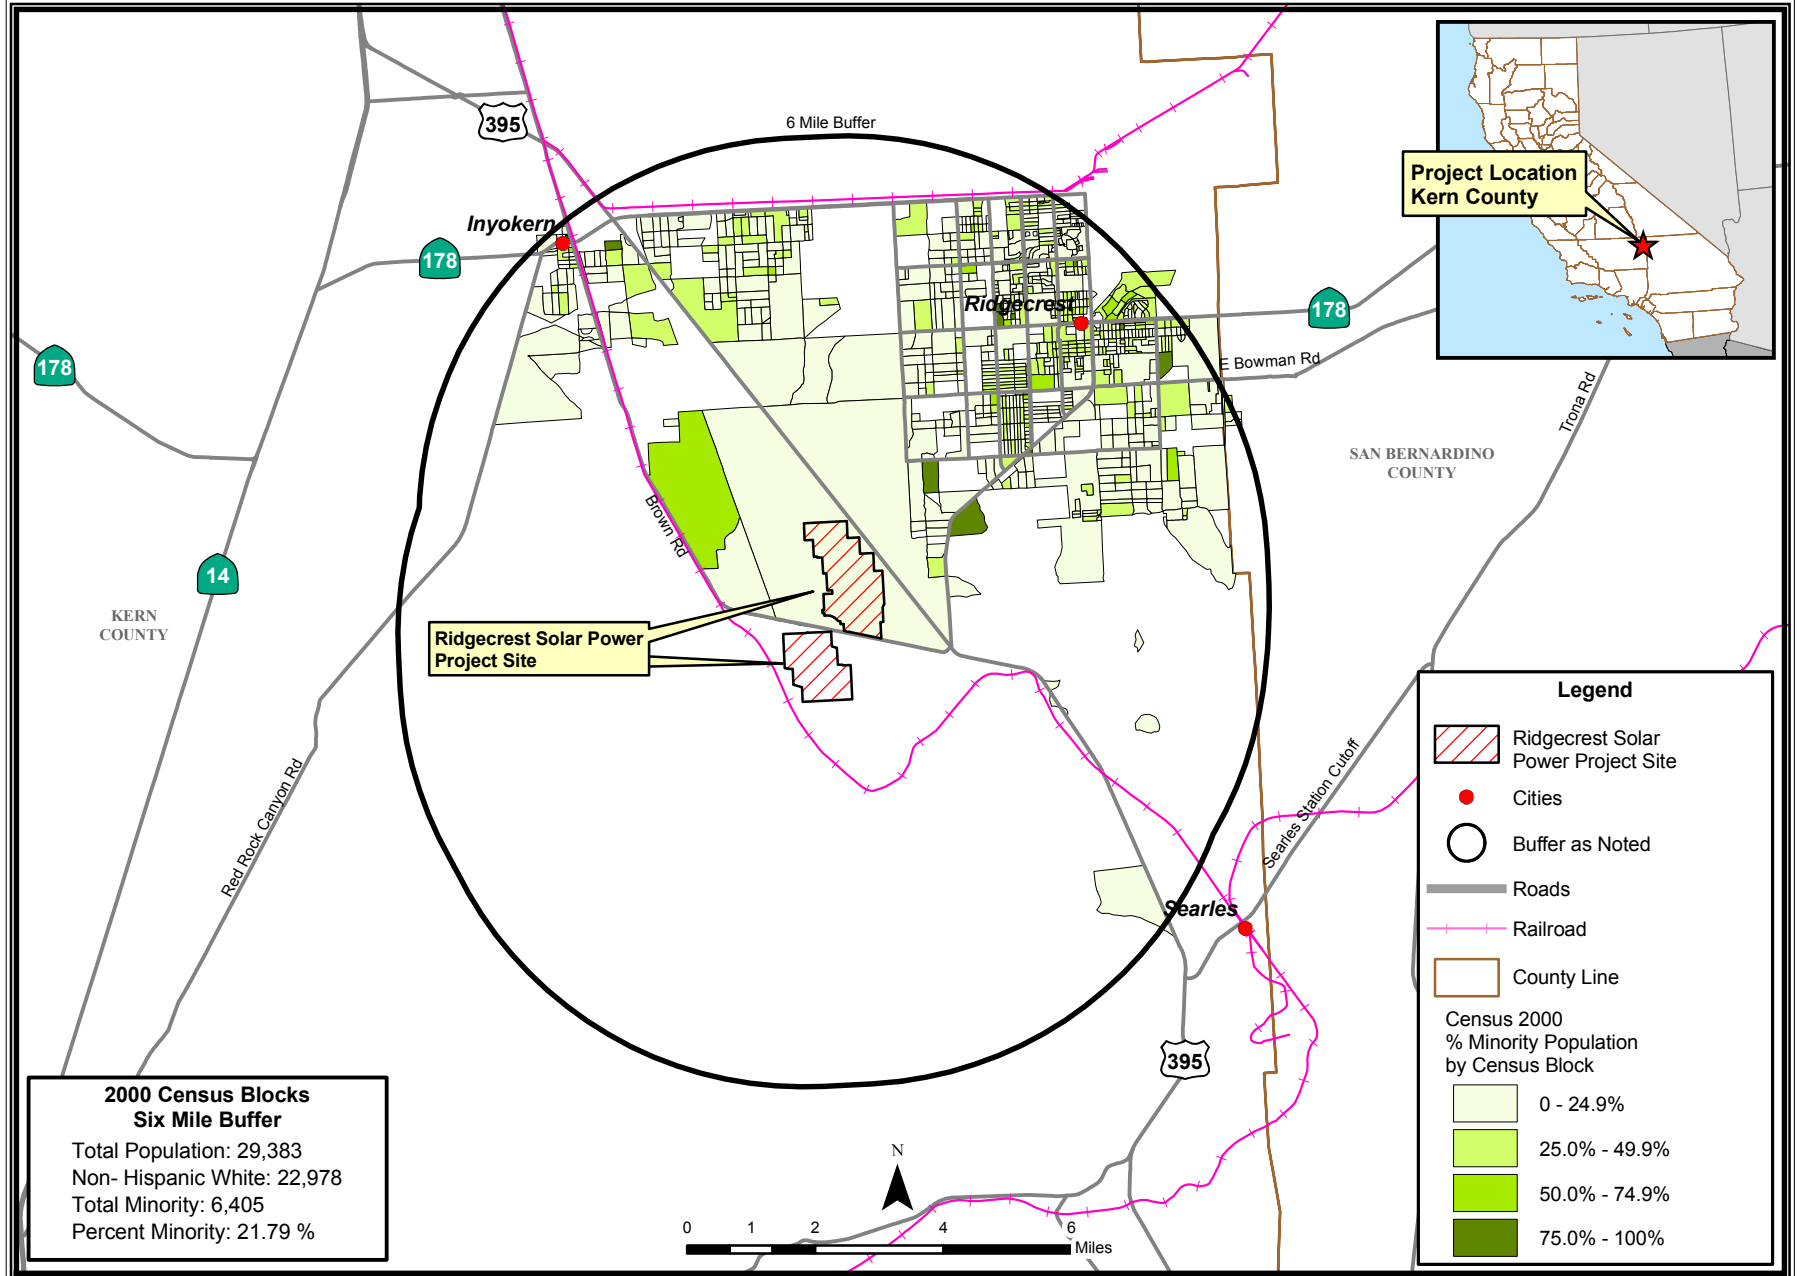 6 Mile Buffer
395
Inyokern
178
178
14
KERN
COUNTY
Ridgecrest
178
E Bowman Rd
Trona Rd
SAN BERNARDINO
COUNTY
Brown Rd
Ridgecrest Solar Power
Project Site
Red Rock Canyon Rd
Searles Station Cutoff
Searles
395
Project Location
Kern County
Legend
Ridgecrest Solar
Power Project Site
Cities
Buffer as Noted
Roads
Railroad
County Line
Census 2000
% Minority Population
by Census Block
0 - 24.9%
25.0% - 49.9%
50.0% - 74.9%
75.0% - 100%
2000 Census Blocks
Six Mile Buffer
Total Population: 29,383
Non- Hispanic White: 22,978
Total Minority: 6,405
Percent Minority: 21.79 %
N
0 1 2 4 6
Miles